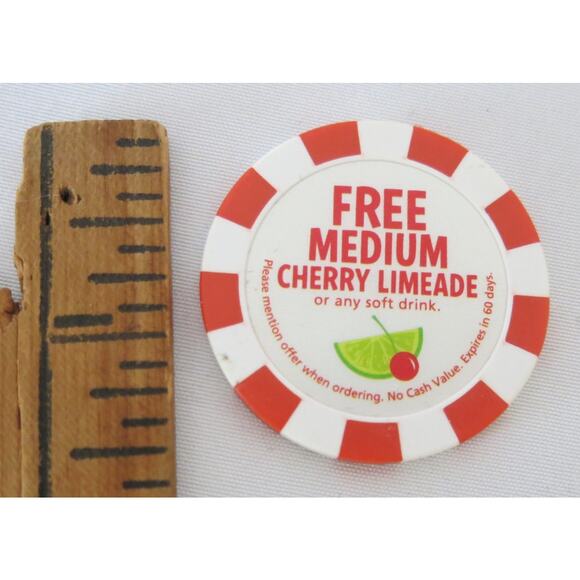 FREE
MEDIUM
CHERRY LIMEADE
or any soft drink.
Please mention offer when ordering. No Cash Value. Expires in 60 days.